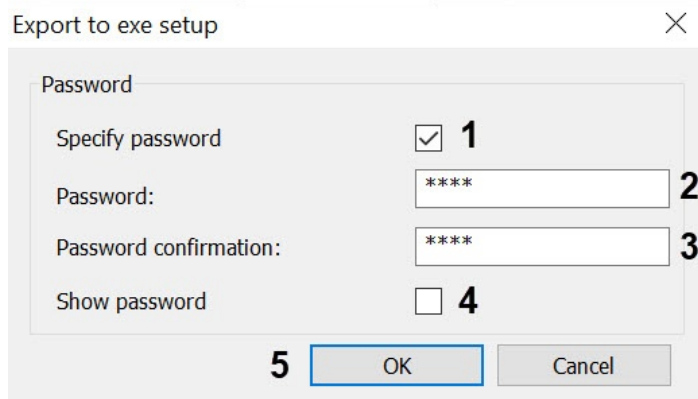 Export to exe setup
Password
Specify password 1
Password: **** 2
Password confirmation: **** 3
Show password 4
5 OK Cancel